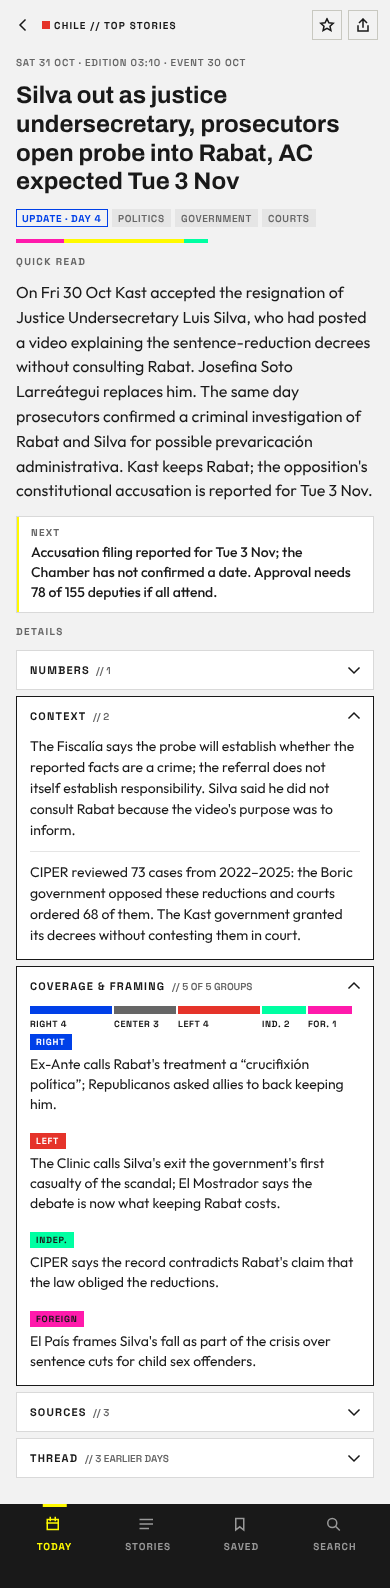 CHILE // TOP STORIES
SAT 31 OCT · EDITION 03:10 · EVENT 30 OCT
Silva out as justice
undersecretary, prosecutors
open probe into Rabat, AC
expected Tue 3 Nov
UPDATE · DAY 4 POLITICS GOVERNMENT COURTS
QUICK READ
On Fri 30 Oct Kast accepted the resignation of
Justice Undersecretary Luis Silva, who had posted
a video explaining the sentence-reduction decrees
without consulting Rabat. Josefina Soto
Larreátegui replaces him. The same day
prosecutors confirmed a criminal investigation of
Rabat and Silva for possible prevaricación
administrativa. Kast keeps Rabat; the opposition's
constitutional accusation is reported for Tue 3 Nov.
NEXT
Accusation filing reported for Tue 3 Nov; the
Chamber has not confirmed a date. Approval needs
78 of 155 deputies if all attend.
DETAILS
NUMBERS // 1
CONTEXT // 2
The Fiscalía says the probe will establish whether the
reported facts are a crime; the referral does not
itself establish responsibility. Silva said he did not
consult Rabat because the video's purpose was to
inform.
CIPER reviewed 73 cases from 2022–2025: the Boric
government opposed these reductions and courts
ordered 68 of them. The Kast government granted
its decrees without contesting them in court.
COVERAGE & FRAMING // 5 OF 5 GROUPS
RIGHT 4 CENTER 3 LEFT 4 IND. 2 FOR. 1
RIGHT
Ex-Ante calls Rabat's treatment a “crucifixión
política”; Republicanos asked allies to back keeping
him.
LEFT
The Clinic calls Silva's exit the government's first
casualty of the scandal; El Mostrador says the
debate is now what keeping Rabat costs.
INDEP.
CIPER says the record contradicts Rabat's claim that
the law obliged the reductions.
FOREIGN
El País frames Silva's fall as part of the crisis over
sentence cuts for child sex offenders.
SOURCES // 3
THREAD // 3 EARLIER DAYS
TODAY STORIES SAVED SEARCH